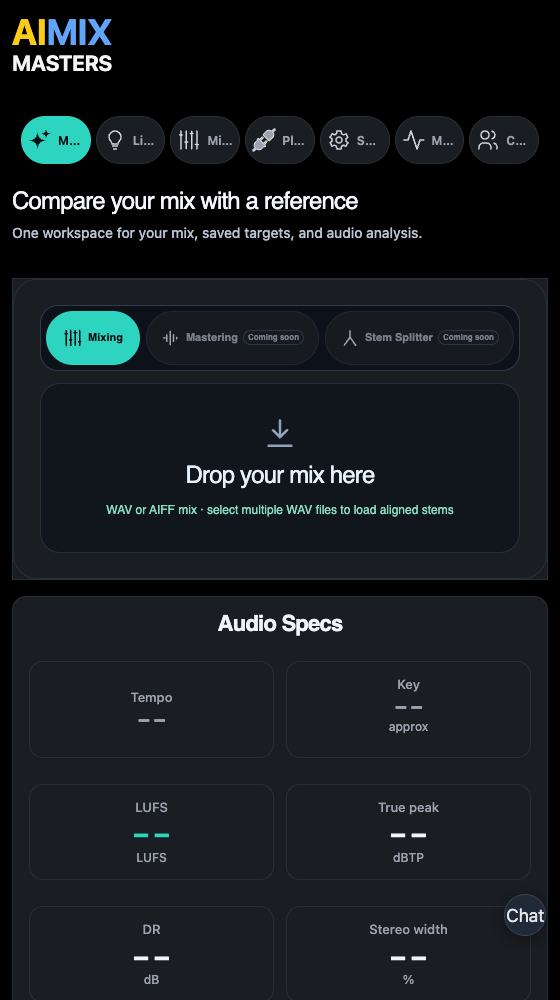 AIMIX
MASTERS
M...
Li...
Mi...
Pl...
S...
M...
C...
Compare your mix with a reference
One workspace for your mix, saved targets, and audio analysis.
Mixing
Mastering Coming soon
Stem Splitter Coming soon
Drop your mix here
WAV or AIFF mix · select multiple WAV files to load aligned stems
Audio Specs
Tempo
– –
Key
– –
approx
LUFS
– –
LUFS
True peak
– –
dBTP
Chat
DR
– –
dB
Stereo width
– –
%